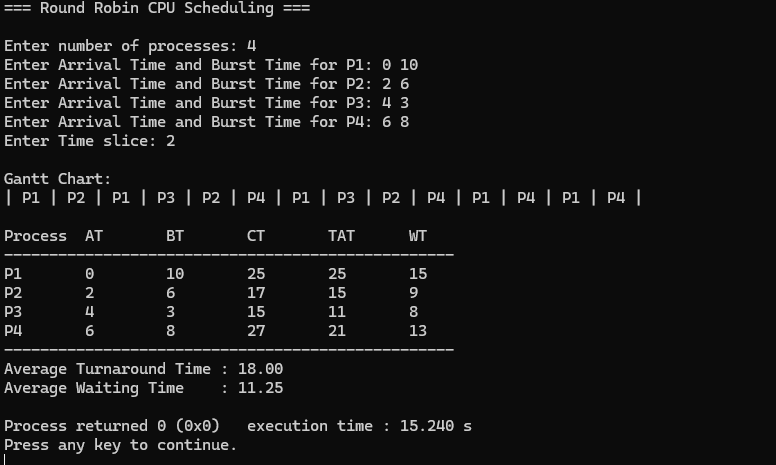 === Round Robin CPU Scheduling ===
Enter number of processes: 4
Enter Arrival Time and Burst Time for P1: 0 10
Enter Arrival Time and Burst Time for P2: 2 6
Enter Arrival Time and Burst Time for P3: 4 3
Enter Arrival Time and Burst Time for P4: 6 8
Enter Time slice: 2
Gantt Chart:
| P1 | P2 | P1 | P3 | P2 | P4 | P1 | P3 | P2 | P4 | P1 | P4 | P1 | P4 |
Process  AT       BT       CT       TAT      WT
--------------------------------------------------
P1       0        10       25       25       15
P2       2        6        17       15       9
P3       4        3        15       11       8
P4       6        8        27       21       13
--------------------------------------------------
Average Turnaround Time : 18.00
Average Waiting Time    : 11.25
Process returned 0 (0x0)   execution time : 15.240 s
Press any key to continue.